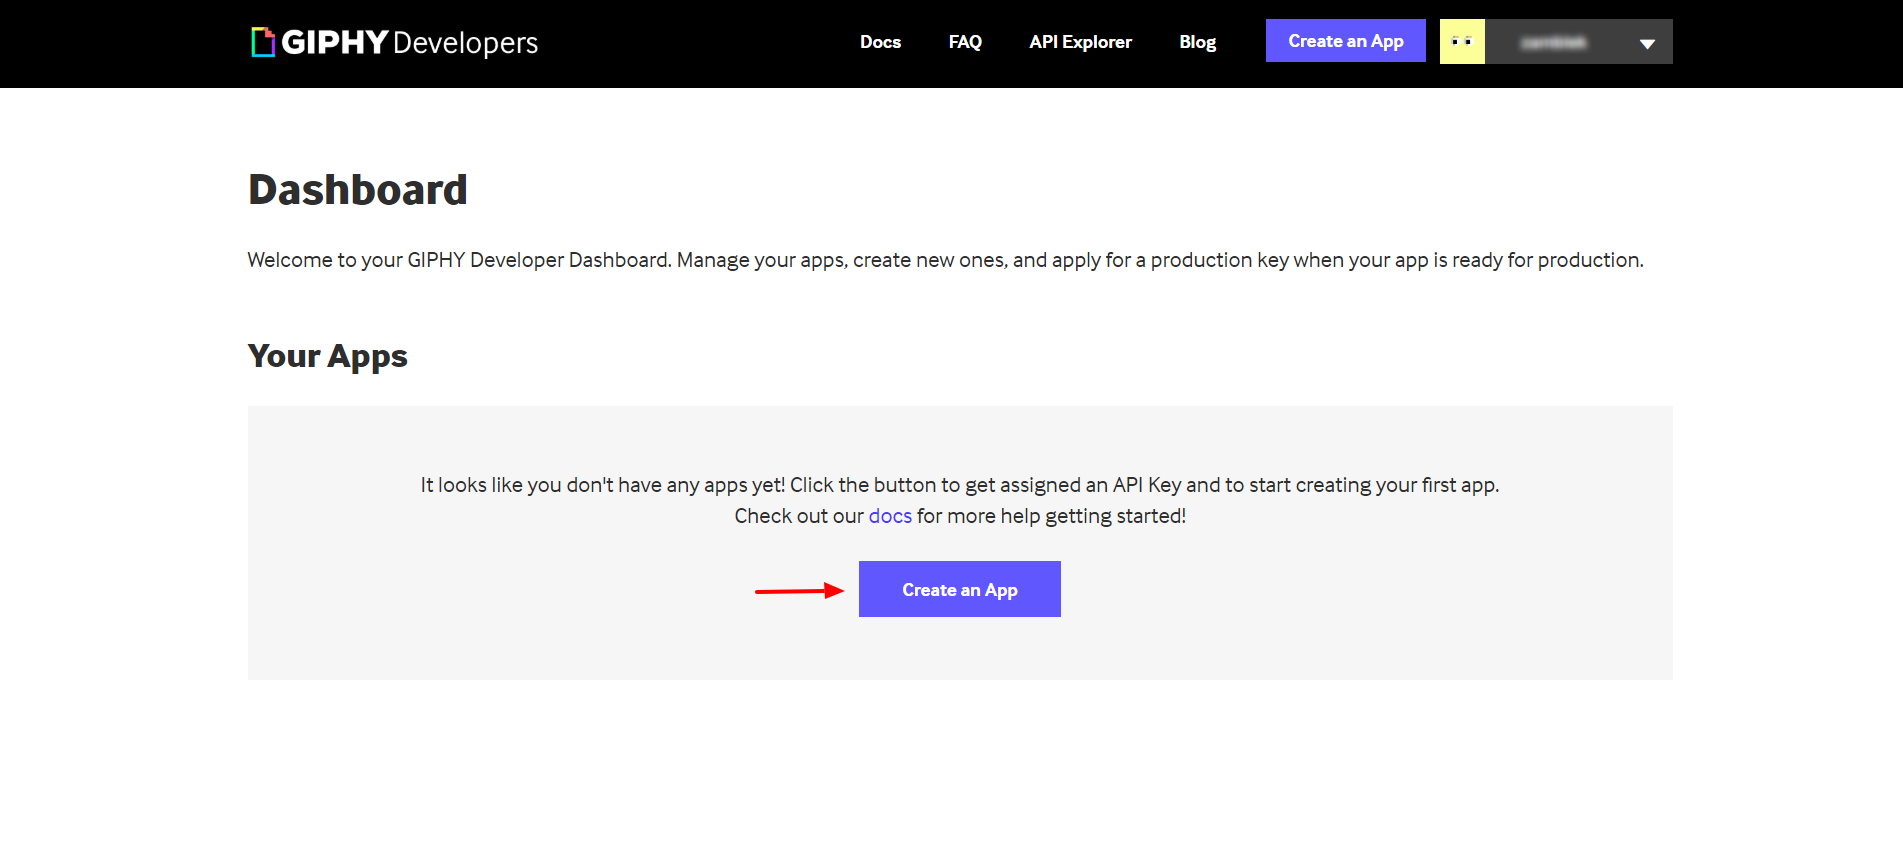 GIPHY Developers
Docs
FAQ
API Explorer
Blog
Create an App
Dashboard
Welcome to your GIPHY Developer Dashboard. Manage your apps, create new ones, and apply for a production key when your app is ready for production.
Your Apps
It looks like you don't have any apps yet! Click the button to get assigned an API Key and to start creating your first app.
Check out our docs for more help getting started!
Create an App